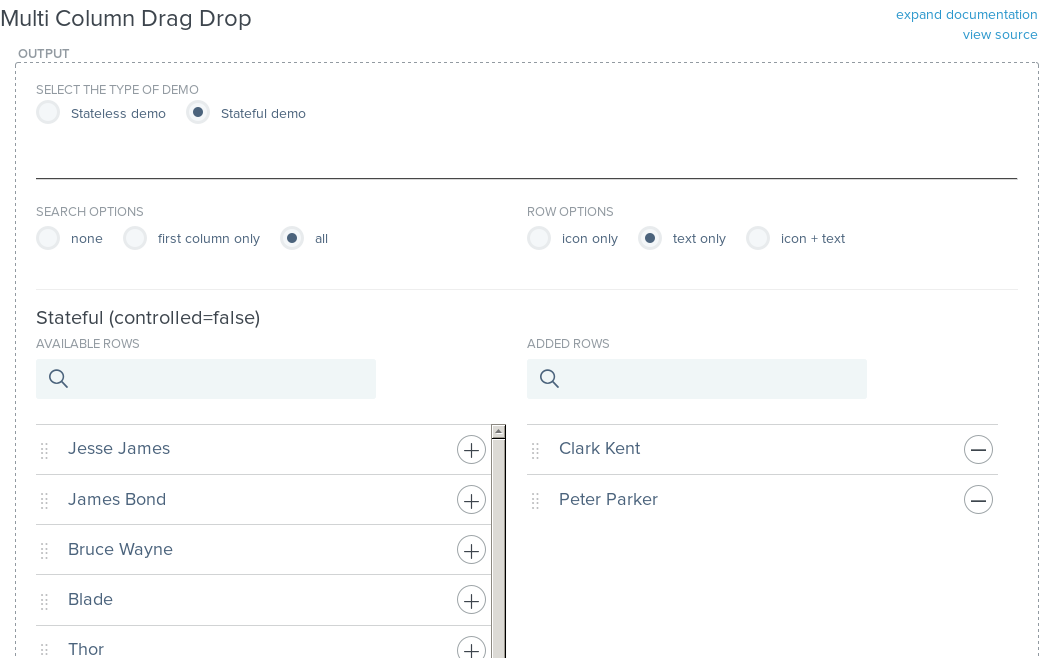 Multi Column Drag Drop
expand documentation
view source
OUTPUT
SELECT THE TYPE OF DEMO
Stateless demo
Stateful demo
SEARCH OPTIONS
none
first column only
all
ROW OPTIONS
icon only
text only
icon + text
Stateful (controlled=false)
AVAILABLE ROWS
Jesse James
James Bond
Bruce Wayne
Blade
Thor
ADDED ROWS
Clark Kent
Peter Parker